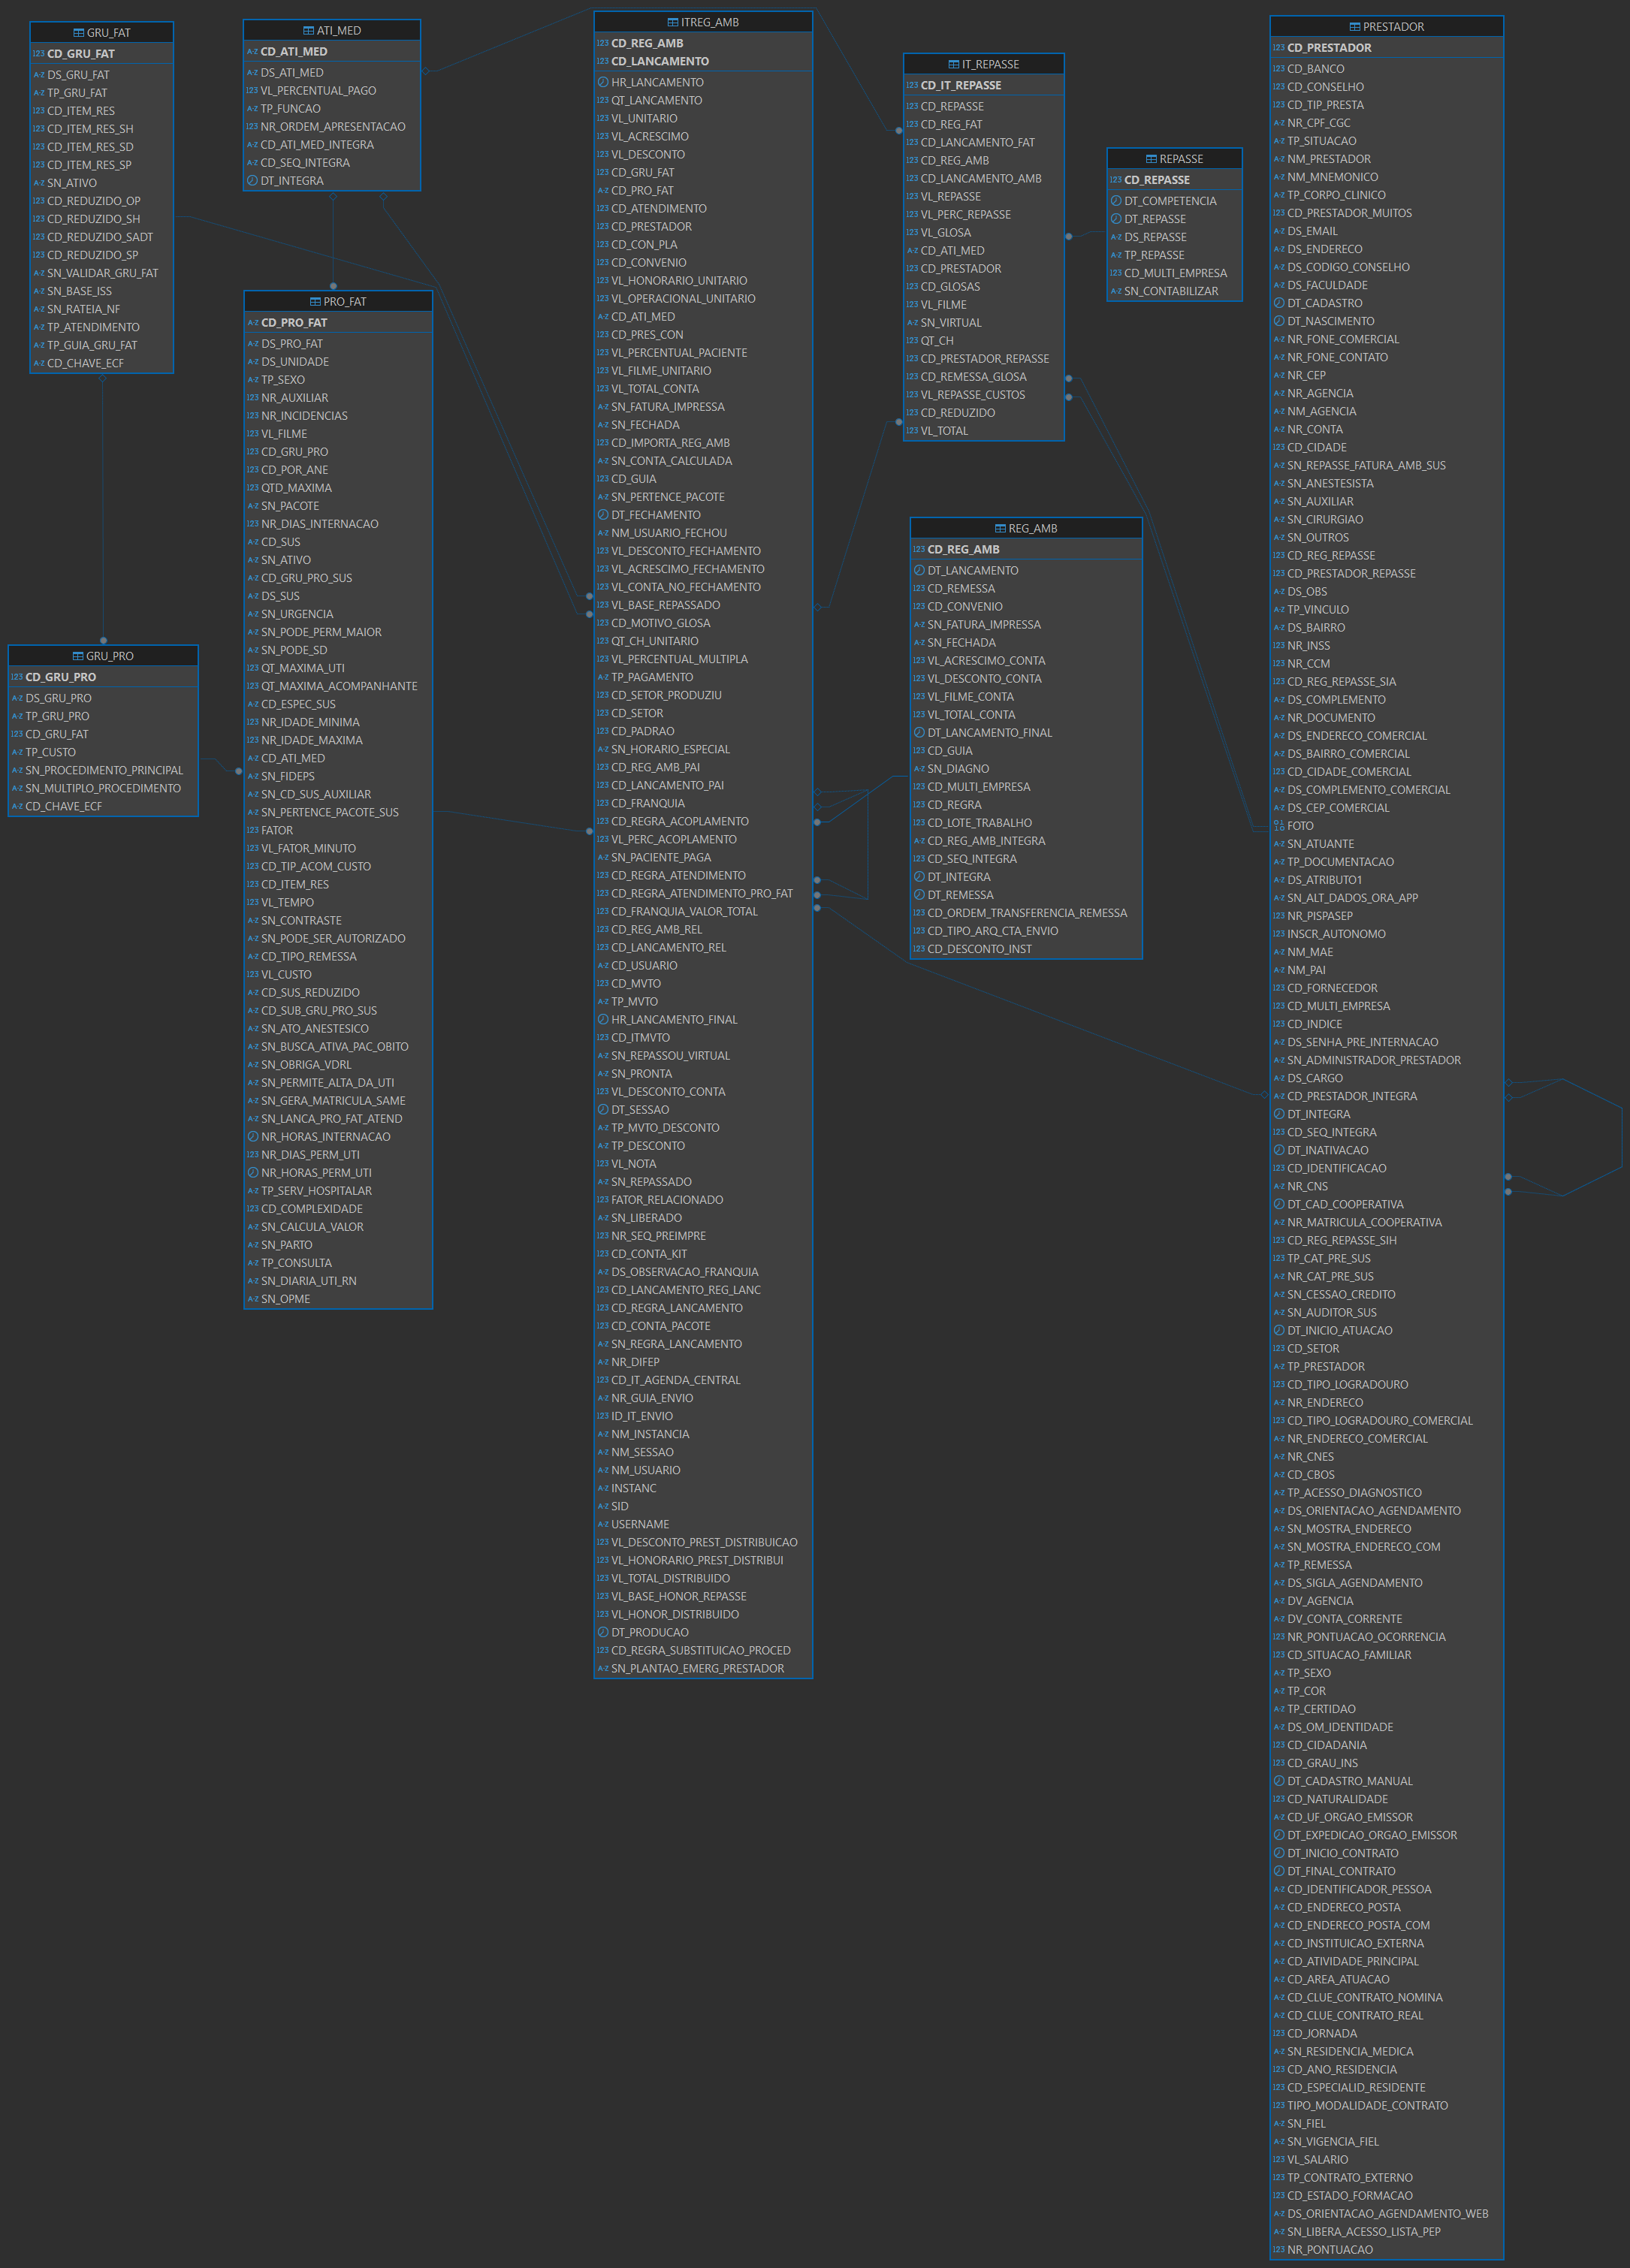 GRU_FAT
CD_GRU_FAT
DS_GRU_FAT
TP_GRU_FAT
CD_ITEM_RES
CD_ITEM_RES_SH
CD_ITEM_RES_SD
CD_ITEM_RES_SP
SN_ATIVO
CD_REDUZIDO_OP
CD_REDUZIDO_SH
CD_REDUZIDO_SADT
CD_REDUZIDO_SP
SN_VALIDAR_GRU_FAT
SN_BASE_ISS
SN_RATEIA_NF
TP_ATENDIMENTO
TP_GUIA_GRU_FAT
CD_CHAVE_ECF
GRU_PRO
CD_GRU_PRO
DS_GRU_PRO
TP_GRU_PRO
CD_GRU_FAT
TP_CUSTO
SN_PROCEDIMENTO_PRINCIPAL
SN_MULTIPLO_PROCEDIMENTO
CD_CHAVE_ECF
ATI_MED
CD_ATI_MED
DS_ATI_MED
VL_PERCENTUAL_PAGO
TP_FUNCAO
NR_ORDEM_APRESENTACAO
CD_ATI_MED_INTEGRA
CD_SEQ_INTEGRA
DT_INTEGRA
PRO_FAT
CD_PRO_FAT
DS_PRO_FAT
DS_UNIDADE
TP_SEXO
NR_AUXILIAR
NR_INCIDENCIAS
VL_FILME
CD_GRU_PRO
CD_POR_ANE
QTD_MAXIMA
SN_PACOTE
NR_DIAS_INTERNACAO
CD_SUS
SN_ATIVO
CD_GRU_PRO_SUS
DS_SUS
SN_URGENCIA
SN_PODE_PERM_MAIOR
SN_PODE_SD
QT_MAXIMA_UTI
QT_MAXIMA_ACOMPANHANTE
CD_ESPEC_SUS
NR_IDADE_MINIMA
NR_IDADE_MAXIMA
CD_ATI_MED
SN_FIDEPS
SN_CD_SUS_AUXILIAR
SN_PERTENCE_PACOTE_SUS
FATOR
VL_FATOR_MINUTO
CD_TIP_ACOM_CUSTO
CD_ITEM_RES
VL_TEMPO
SN_CONTRASTE
SN_PODE_SER_AUTORIZADO
CD_TIPO_REMESSA
VL_CUSTO
CD_SUS_REDUZIDO
CD_SUB_GRU_PRO_SUS
SN_ATO_ANESTESICO
SN_BUSCA_ATIVA_PAC_OBITO
SN_OBRIGA_VDRL
SN_PERMITE_ALTA_DA_UTI
SN_GERA_MATRICULA_SAME
SN_LANCA_PRO_FAT_ATEND
NR_HORAS_INTERNACAO
NR_DIAS_PERM_UTI
NR_HORAS_PERM_UTI
TP_SERV_HOSPITALAR
CD_COMPLEXIDADE
SN_CALCULA_VALOR
SN_PARTO
TP_CONSULTA
SN_DIARIA_UTI_RN
SN_OPME
ITREG_AMB
CD_REG_AMB
CD_LANCAMENTO
HR_LANCAMENTO
QT_LANCAMENTO
VL_UNITARIO
VL_ACRESCIMO
VL_DESCONTO
CD_GRU_FAT
CD_PRO_FAT
CD_ATENDIMENTO
CD_PRESTADOR
CD_CON_PLA
CD_CONVENIO
VL_HONORARIO_UNITARIO
VL_OPERACIONAL_UNITARIO
CD_ATI_MED
CD_PRES_CON
VL_PERCENTUAL_PACIENTE
VL_FILME_UNITARIO
VL_TOTAL_CONTA
SN_FATURA_IMPRESSA
SN_FECHADA
CD_IMPORTA_REG_AMB
SN_CONTA_CALCULADA
CD_GUIA
SN_PERTENCE_PACOTE
DT_FECHAMENTO
NM_USUARIO_FECHOU
VL_DESCONTO_FECHAMENTO
VL_ACRESCIMO_FECHAMENTO
VL_CONTA_NO_FECHAMENTO
VL_BASE_REPASSADO
CD_MOTIVO_GLOSA
QT_CH_UNITARIO
VL_PERCENTUAL_MULTIPLA
TP_PAGAMENTO
CD_SETOR_PRODUZIU
CD_SETOR
CD_PADRAO
SN_HORARIO_ESPECIAL
CD_REG_AMB_PAI
CD_LANCAMENTO_PAI
CD_FRANQUIA
CD_REGRA_ACOPLAMENTO
VL_PERC_ACOPLAMENTO
SN_PACIENTE_PAGA
CD_REGRA_ATENDIMENTO
CD_REGRA_ATENDIMENTO_PRO_FAT
CD_FRANQUIA_VALOR_TOTAL
CD_REG_AMB_REL
CD_LANCAMENTO_REL
CD_USUARIO
CD_MVTO
TP_MVTO
HR_LANCAMENTO_FINAL
CD_ITMVTO
SN_REPASSOU_VIRTUAL
SN_PRONTA
VL_DESCONTO_CONTA
DT_SESSAO
TP_MVTO_DESCONTO
TP_DESCONTO
VL_NOTA
SN_REPASSADO
FATOR_RELACIONADO
SN_LIBERADO
NR_SEQ_PREIMPRE
CD_CONTA_KIT
DS_OBSERVACAO_FRANQUIA
CD_LANCAMENTO_REG_LANC
CD_REGRA_LANCAMENTO
CD_CONTA_PACOTE
SN_REGRA_LANCAMENTO
NR_DIFEP
CD_IT_AGENDA_CENTRAL
NR_GUIA_ENVIO
ID_IT_ENVIO
NM_INSTANCIA
NM_SESSAO
NM_USUARIO
INSTANC
SID
USERNAME
VL_DESCONTO_PREST_DISTRIBUICAO
VL_HONORARIO_PREST_DISTRIBUI
VL_TOTAL_DISTRIBUIDO
VL_BASE_HONOR_REPASSE
VL_HONOR_DISTRIBUIDO
DT_PRODUCAO
CD_REGRA_SUBSTITUICAO_PROCED
SN_PLANTAO_EMERG_PRESTADOR
IT_REPASSE
CD_IT_REPASSE
CD_REPASSE
CD_REG_FAT
CD_LANCAMENTO_FAT
CD_REG_AMB
CD_LANCAMENTO_AMB
VL_REPASSE
VL_PERC_REPASSE
VL_GLOSA
CD_ATI_MED
CD_PRESTADOR
CD_GLOSAS
VL_FILME
SN_VIRTUAL
QT_CH
CD_PRESTADOR_REPASSE
CD_REMESSA_GLOSA
VL_REPASSE_CUSTOS
CD_REDUZIDO
VL_TOTAL
REPASSE
CD_REPASSE
DT_COMPETENCIA
DT_REPASSE
DS_REPASSE
TP_REPASSE
CD_MULTI_EMPRESA
SN_CONTABILIZAR
REG_AMB
CD_REG_AMB
DT_LANCAMENTO
CD_REMESSA
CD_CONVENIO
SN_FATURA_IMPRESSA
SN_FECHADA
VL_ACRESCIMO_CONTA
VL_DESCONTO_CONTA
VL_FILME_CONTA
VL_TOTAL_CONTA
DT_LANCAMENTO_FINAL
CD_GUIA
SN_DIAGNO
CD_MULTI_EMPRESA
CD_REGRA
CD_LOTE_TRABALHO
CD_REG_AMB_INTEGRA
CD_SEQ_INTEGRA
DT_INTEGRA
DT_REMESSA
CD_ORDEM_TRANSFERENCIA_REMESSA
CD_TIPO_ARQ_CTA_ENVIO
CD_DESCONTO_INST
PRESTADOR
CD_PRESTADOR
CD_BANCO
CD_CONSELHO
CD_TIP_PRESTA
NR_CPF_CGC
TP_SITUACAO
NM_PRESTADOR
NM_MNEMONICO
TP_CORPO_CLINICO
CD_PRESTADOR_MUITOS
DS_EMAIL
DS_ENDERECO
DS_CODIGO_CONSELHO
DS_FACULDADE
DT_CADASTRO
DT_NASCIMENTO
NR_FONE_COMERCIAL
NR_FONE_CONTATO
NR_CEP
NR_AGENCIA
NM_AGENCIA
NR_CONTA
CD_CIDADE
SN_REPASSE_FATURA_AMB_SUS
SN_ANESTESISTA
SN_AUXILIAR
SN_CIRURGIAO
SN_OUTROS
CD_REG_REPASSE
CD_PRESTADOR_REPASSE
DS_OBS
TP_VINCULO
DS_BAIRRO
NR_INSS
NR_CCM
CD_REG_REPASSE_SIA
DS_COMPLEMENTO
NR_DOCUMENTO
DS_ENDERECO_COMERCIAL
DS_BAIRRO_COMERCIAL
CD_CIDADE_COMERCIAL
DS_COMPLEMENTO_COMERCIAL
DS_CEP_COMERCIAL
FOTO
SN_ATUANTE
TP_DOCUMENTACAO
DS_ATRIBUTO1
SN_ALT_DADOS_ORA_APP
NR_PISPASEP
INSCR_AUTONOMO
NM_MAE
NM_PAI
CD_FORNECEDOR
CD_MULTI_EMPRESA
CD_INDICE
DS_SENHA_PRE_INTERNACAO
SN_ADMINISTRADOR_PRESTADOR
DS_CARGO
CD_PRESTADOR_INTEGRA
DT_INTEGRA
CD_SEQ_INTEGRA
DT_INATIVACAO
CD_IDENTIFICACAO
NR_CNS
DT_CAD_COOPERATIVA
NR_MATRICULA_COOPERATIVA
CD_REG_REPASSE_SIH
TP_CAT_PRE_SUS
NR_CAT_PRE_SUS
SN_CESSAO_CREDITO
SN_AUDITOR_SUS
DT_INICIO_ATUACAO
CD_SETOR
TP_PRESTADOR
CD_TIPO_LOGRADOURO
NR_ENDERECO
CD_TIPO_LOGRADOURO_COMERCIAL
NR_ENDERECO_COMERCIAL
NR_CNES
CD_CBOS
TP_ACESSO_DIAGNOSTICO
DS_ORIENTACAO_AGENDAMENTO
SN_MOSTRA_ENDERECO
SN_MOSTRA_ENDERECO_COM
TP_REMESSA
DS_SIGLA_AGENDAMENTO
DV_AGENCIA
DV_CONTA_CORRENTE
NR_PONTUACAO_OCORRENCIA
CD_SITUACAO_FAMILIAR
TP_SEXO
TP_COR
TP_CERTIDAO
DS_OM_IDENTIDADE
CD_CIDADANIA
CD_GRAU_INS
DT_CADASTRO_MANUAL
CD_NATURALIDADE
CD_UF_ORGAO_EMISSOR
DT_EXPEDICAO_ORGAO_EMISSOR
DT_INICIO_CONTRATO
DT_FINAL_CONTRATO
CD_IDENTIFICADOR_PESSOA
CD_ENDERECO_POSTA
CD_ENDERECO_POSTA_COM
CD_INSTITUICAO_EXTERNA
CD_ATIVIDADE_PRINCIPAL
CD_AREA_ATUACAO
CD_CLUE_CONTRATO_NOMINA
CD_CLUE_CONTRATO_REAL
CD_JORNADA
SN_RESIDENCIA_MEDICA
CD_ANO_RESIDENCIA
CD_ESPECIALID_RESIDENTE
TIPO_MODALIDADE_CONTRATO
SN_FIEL
SN_VIGENCIA_FIEL
VL_SALARIO
TP_CONTRATO_EXTERNO
CD_ESTADO_FORMACAO
DS_ORIENTACAO_AGENDAMENTO_WEB
SN_LIBERA_ACESSO_LISTA_PEP
NR_PONTUACAO